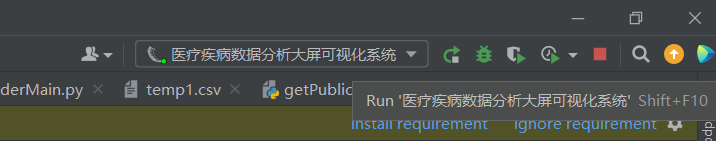 医疗疾病数据分析大屏可视化系统
derMain.py
temp1.csv
getPublic
Run '医疗疾病数据分析大屏可视化系统' Shift+F10
Install requirement
Ignore requirement